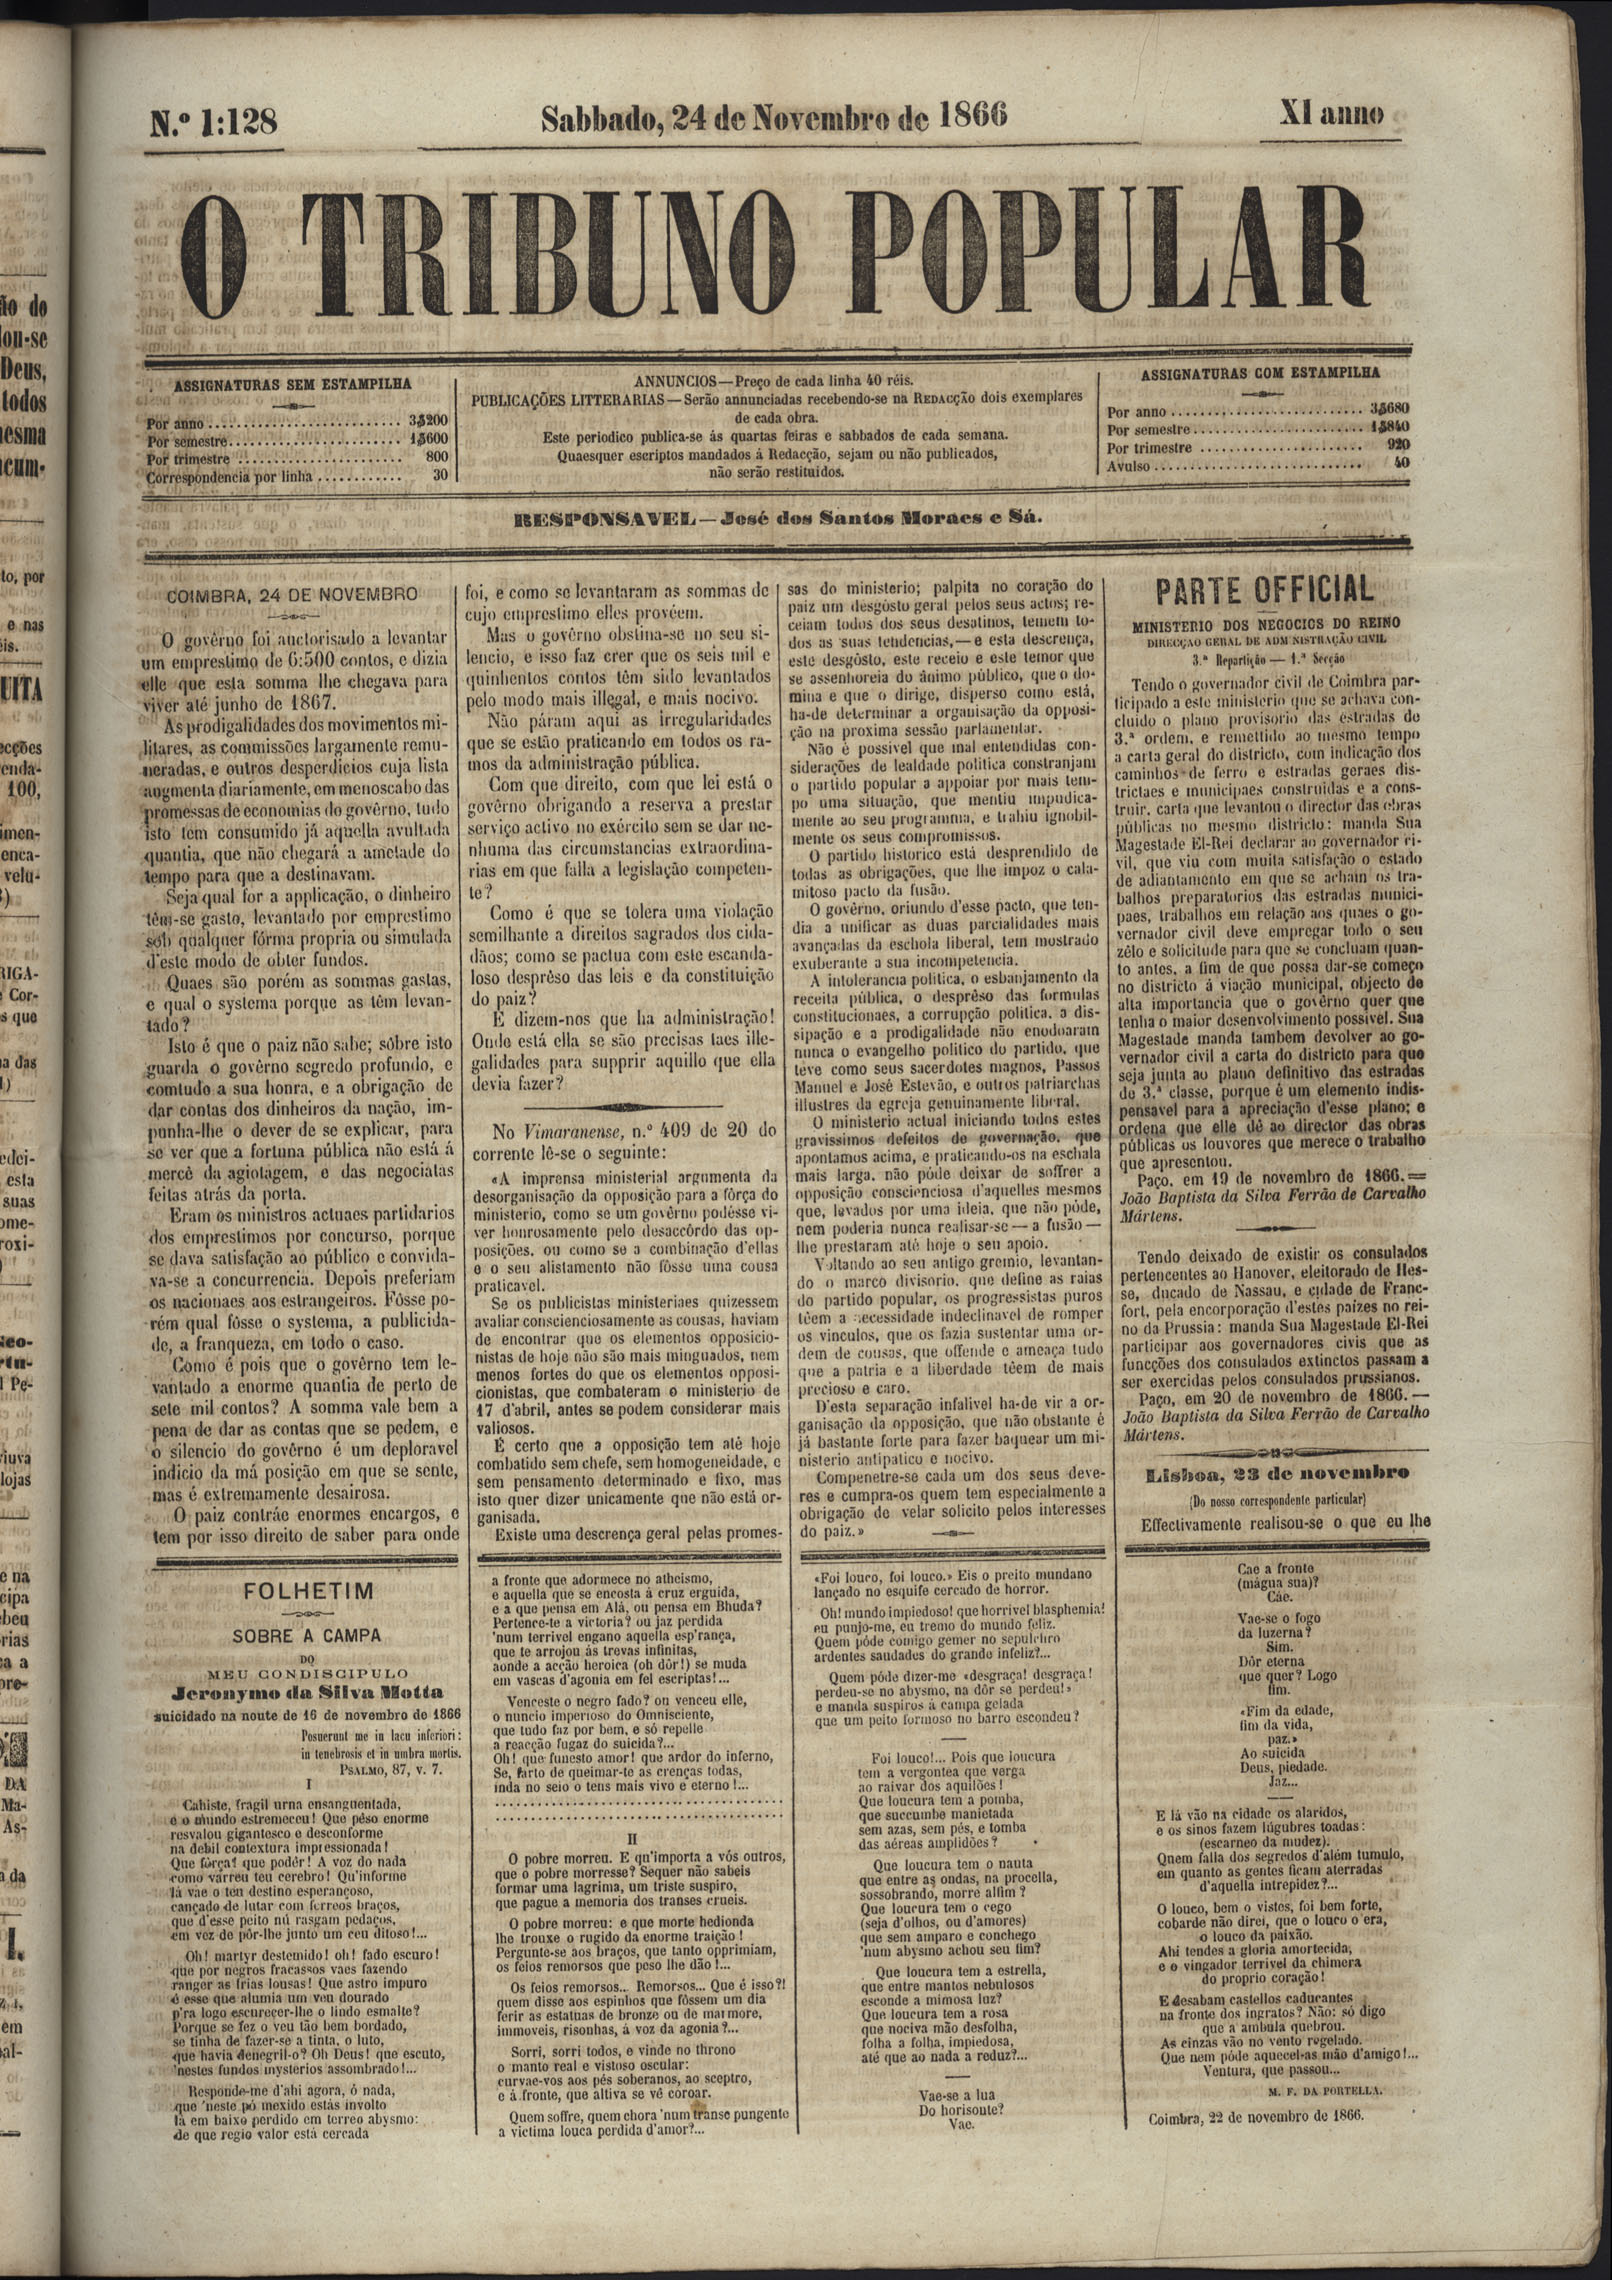 N.º 1:128
Sabbado, 24 de Novembro de 1866
XI anno
O TRIBUNO POPULAR
ASSIGNATURAS SEM ESTAMPILHA
Por anno 3$200
Por semestre 1$600
Por trimestre 800
Correspondencia por linha 30
ANNUNCIOS—Preço de cada linha 40 réis.
PUBLICAÇÕES LITTERARIAS—Serão annunciadas recebendo-se na REDACÇÃO dois exemplares
de cada obra.
Este periodico publica-se ás quartas feiras e sabbados de cada semana.
Quaesquer escriptos mandados á Redacção, sejam ou não publicados,
não serão restituidos.
ASSIGNATURAS COM ESTAMPILHA
Por anno 3$680
Por semestre 1$840
Por trimestre 920
Avulso 40
RESPONSAVEL—José dos Santos Moraes e Sá.
COIMBRA, 24 DE NOVEMBRO
O govêrno foi auctorisado a levantar
um emprestimo de 6:500 contos, e dizia
elle que esta somma lhe chegava para
viver até junho de 1867.
As prodigalidades dos movimentos mi-
litares, as commissões largamente remu-
neradas, e outros desperdicios cuja lista
augmenta diariamente, em menoscabo das
promessas de economias do govêrno, tudo
isto têm consumido já aquella avultada
quantia, que não chegará a ametade do
tempo para que a destinavam.
Seja qual for a applicação, o dinheiro
têm-se gasto, levantado por emprestimo
sob qualquer fórma propria ou simulada
d'este modo de obter fundos.
Quaes são porém as sommas gastas,
e qual o systema porque as têm levan-
tado?
Isto é que o paiz não sabe; sôbre isto
guarda o govêrno segredo profundo, e
comtudo a sua honra, e a obrigação de
dar contas dos dinheiros da nação, im-
punha-lhe o dever de se explicar, para
se ver que a fortuna pública não está á
mercê da agiotagem, e das negociatas
feitas atrás da porta.
Eram os ministros actuaes partidarios
dos emprestimos por concurso, porque
se dava satisfação ao público e convida-
va-se a concurrencia. Depois preferiam
os nacionaes aos estrangeiros. Fôsse po-
rém qual fôsse o systema, a publicida-
de, a franqueza, em todo o caso.
Como é pois que o govêrno tem le-
vantado a enorme quantia de perto de
sete mil contos? A somma vale bem a
pena de dar as contas que se pedem, e
o silencio do govêrno é um deploravel
indicio da má posição em que se sente,
mas é extremamente desairosa.
O paiz contráe enormes encargos, e
tem por isso direito de saber para onde
foi, e como se levantaram as sommas de
cujo emprestimo elles provêem.
Mas o govêrno obstina-se no seu si-
lencio, e isso faz crer que os seis mil e
quinhentos contos têm sido levantados
pelo modo mais illegal, e mais nocivo.
Não páram aqui as irregularidades
que se estão praticando em todos os ra-
mos da administração pública.
Com que direito, com que lei está o
govêrno obrigando a reserva a prestar
serviço activo no exército sem se dar ne-
nhuma das circumstancias extraordina-
rias em que falla a legislação competen-
te?
Como é que se tolera uma violação
semilhante a direitos sagrados dos cida-
dãos; como se pactua com este escanda-
loso desprêso das leis e da constituição
do paiz?
E dizem-nos que ha administração!
Onde está ella se são precisas taes ille-
galidades para supprir aquillo que ella
devia fazer?
No Vimaranense, n.º 409 de 20 do
corrente lê-se o seguinte:
«A imprensa ministerial argumenta da
desorganisação da opposição para a fôrça do
ministerio, como se um govêrno podésse vi-
ver honrosamente pelo desaccôrdo das op-
posições, ou como se a combinação d'ellas
e o seu alistamento não fôsse uma cousa
praticavel.
Se os publicistas ministeriaes quizessem
avaliar conscienciosamente as cousas, haviam
de encontrar que os elementos opposicio-
nistas de hoje não são mais minguados, nem
menos fortes do que os elementos opposi-
cionistas, que combateram o ministerio de
17 d'abril, antes se podem considerar mais
valiosos.
É certo que a opposição tem até hoje
combatido sem chefe, sem homogeneidade, e
sem pensamento determinado e fixo, mas
isto quer dizer unicamente que não está or-
ganisada.
Existe uma descrença geral pelas promes-
sas do ministerio; palpita no coração do
paiz um desgôsto geral pelos seus actos; re-
ceiam todos dos seus desatinos, temem to-
dos as suas tendencias,—e esta descrença,
este desgôsto, este receio e este temor que
se assenhoreia do ânimo público, que o do-
mina e que o dirige, disperso como está,
ha-de determinar a organisação da opposi-
ção na proxima sessão parlamentar.
Não é possivel que mal entendidas con-
siderações de lealdade politica constranjam
o partido popular a appoiar por mais tem-
po uma situação, que mentiu impudica-
mente ao seu programma, e trahiu ignobil-
mente os seus compromissos.
O partido historico está desprendido de
todas as obrigações, que lhe impoz o cala-
mitoso pacto da fusão.
O govêrno, oriundo d'esse pacto, que ten-
dia a unificar as duas parcialidades mais
avançadas da eschola liberal, tem mostrado
exuberante a sua incompetencia.
A intolerancia politica, o esbanjamento da
receita pública, o desprêso das formulas
constitucionaes, a corrupção politica, a dis-
sipação e a prodigalidade não enodoaram
nunca o evangelho politico do partido, que
teve como seus sacerdotes magnos, Passos
Manuel e José Estevão, e outros patriarchas
illustres da egreja genuinamente liberal.
O ministerio actual iniciando todos estes
gravissimos defeitos de governação, que
apontamos acima, e praticando-os na eschala
mais larga, não póde deixar de soffrer a
opposição conscienciosa d'aquelles mesmos
que, levados por uma ideia, que não póde,
nem poderia nunca realisar-se—a fusão—
lhe prestaram até hoje o seu apoio.
Voltando ao seu antigo gremio, levantan-
do o marco divisorio, que define as raias
do partido popular, os progressistas puros
têem a necessidade indeclinavel de romper
os vinculos, que os fazia sustentar uma or-
dem de cousas, que offende e ameaça tudo
que a patria e a liberdade têem de mais
precioso e caro.
D'esta separação infalivel ha-de vir a or-
ganisação da opposição, que não obstante é
já bastante forte para fazer baquear um mi-
nisterio antipatico e nocivo.
Compenetre-se cada um dos seus deve-
res e cumpra-os quem tem especialmente a
obrigação de velar solicito pelos interesses
do paiz.»
PARTE OFFICIAL
MINISTERIO DOS NEGOCIOS DO REINO
DIRECÇÃO GERAL DE ADM NISTRAÇÃO CIVIL
3.ª Repartição — 1.ª Secção
Tendo o governador civil de Coimbra par-
ticipado a este ministerio que se achava con-
cluido o plano provisorio das estradas de
3.ª ordem, e remettido ao mesmo tempo
a carta geral do districto, com indicação dos
caminhos de ferro e estradas geraes dis-
trictaes e municipaes construidas e a cons-
truir, carta que levantou o director das obras
públicas no mesmo districto: manda Sua
Magestade El-Rei declarar ao governador ci-
vil, que viu com muita satisfação o estado
de adiantamento em que se acham os tra-
balhos preparatorios das estradas munici-
paes, trabalhos em relação aos quaes o go-
vernador civil deve empregar todo o seu
zêlo e solicitude para que se concluam quan-
to antes, a fim de que possa dar-se começo
no districto á viação municipal, objecto de
alta importancia que o govêrno quer que
tenha o maior desenvolvimento possivel. Sua
Magestade manda tambem devolver ao go-
vernador civil a carta do districto para que
seja junta ao plano definitivo das estradas
de 3.ª classe, porque é um elemento indis-
pensavel para a apreciação d'esse plano; e
ordena que elle dê ao director das obras
públicas os louvores que merece o trabalho
que apresentou.
Paço, em 19 de novembro de 1866.=
João Baptista da Silva Ferrão de Carvalho
Mártens.
Tendo deixado de existir os consulados
pertencentes ao Hanover, eleitorado de Hes-
se, ducado de Nassau, e cidade de Franc-
fort, pela encorporação d'estes paízes no rei-
no da Prussia: manda Sua Magestade El-Rei
participar aos governadores civis que as
funcções dos consulados extinctos passam a
ser exercidas pelos consulados prussianos.
Paço, em 20 de novembro de 1866.—
João Baptista da Silva Ferrão de Carvalho
Mártens.
Lisboa, 23 de novembro
(Do nosso correspondente particular)
Effectivamente realisou-se o que eu lhe
FOLHETIM
SOBRE A CAMPA
DO
MEU CONDISCIPULO
Jeronymo da Silva Motta
suicidado na noute de 16 de novembro de 1866
Posuerunt me in lacu inferiori:
in tenebrosis et in umbra mortis.
PSALMO, 87, v. 7.
I
Cahiste, fragil urna ensanguentada,
e o mundo estremeceu! Que pêso enorme
resvalou gigantesco e desconforme
na debil contextura impressionada!
Que fôrça! que podêr! A voz do nada
como varreu teu cerebro! Qu'informe
lá vae o teu destino esperançoso,
cançado de lutar com ferreos braços,
que d'esse peito nú rasgam pedaços,
em vez de pôr-lhe junto um ceu ditoso!...
Oh! martyr destemido! oh! fado escuro!
que por negros fracassos vaes fazendo
ranger as frias lousas! Que astro impuro
é esse que alumia um veu dourado
p'ra logo escurecer-lhe o lindo esmalte?
Porque se fez o veu tão bem bordado,
se tinha de fazer-se a tinta, o luto,
que havia denegril-o? Oh Deus! que escuto,
'nestes fundos mysterios assombrado!...
Responde-me d'ahi agora, ó nada,
que 'neste pó mexido estás involto
lá em baixo perdido em terreo abysmo:
de que regio valor está cercada
a fronte que adormece no atheismo,
e aquella que se encosta á cruz erguida,
e a que pensa em Alá, ou pensa em Bhuda?
Pertence-te a victoria? ou jaz perdida
'num terrivel engano aquella esp'rança,
que te arrojou ás trevas infinitas,
aonde a acção heroica (oh dôr!) se muda
em vascas d'agonia em fel escriptas!...
Venceste o negro fado? ou venceu elle,
o nuncio imperioso do Omnisciente,
que tudo faz por bem, e só repelle
a reacção fugaz do suicida?...
Oh! que funesto amor! que ardor do inferno,
Se, farto de queimar-te as crenças todas,
inda no seio o tens mais vivo e eterno!...
II
O pobre morreu. E qu'importa a vós outros,
que o pobre morresse? Sequer não sabeis
formar uma lagrima, um triste suspiro,
que pague a memoria dos transes crueis.
O pobre morreu: e que morte hedionda
lhe trouxe o rugido da enorme traição!
Pergunte-se aos braços, que tanto opprimiam,
os feios remorsos que peso lhe dão!...
Os feios remorsos... Remorsos... Que é isso?!
quem disse aos espinhos que fôssem um dia
ferir as estatuas de bronze ou de marmore,
immoveis, risonhas, á voz da agonia?...
Sorri, sorri todos, e vinde no throno
o manto real e vistoso oscular:
curvae-vos aos pés soberanos, ao sceptro,
e á fronte, que altiva se vê coroar.
Quem soffre, quem chora 'num transe pungente
a victima louca perdida d'amor?...
«Foi louco, foi louco.» Eis o preito mundano
lançado no esquife cercado de horror.
Oh! mundo impiedoso! que horrivel blasphemia!
eu punjo-me, eu tremo do mundo feliz.
Quem póde comigo gemer no sepulchro
ardentes saudades do grande infeliz?...
Quem póde dizer-me «desgraça! desgraça!
perdeu-se no abysmo, na dôr se perdeu!»
e manda suspiros á campa gelada
que um peito formoso no barro escondeu?
Foi louco!... Pois que loucura
tem a vergontea que verga
ao raivar dos aquilões!
Que loucura tem a pomba,
que succumbe manietada
sem azas, sem pés, e tomba
das aéreas amplidões?
Que loucura tem o nauta
que entre as ondas, na procella,
sossobrando, morre alfim?
Que loucura tem o cego
(seja d'olhos, ou d'amores)
que sem amparo e conchego
'num abysmo achou seu fim?
Que loucura tem a estrella,
que entre mantos nebulosos
esconde a mimosa luz?
Que loucura tem a rosa
que nociva mão desfolha,
folha a folha, impiedosa,
até que ao nada a reduz?...
Vae-se a lua
Do horisonte?
Vae.
Cae a fronte
(mágua sua)?
Cáe.
Vae-se o fogo
da luzerna?
Sim.
Dôr eterna
que quer? Logo
fim.
«Fim da edade,
fim da vida,
paz.»
Ao suicida
Deus, piedade.
Jaz...
E lá vão na cidade os alaridos,
e os sinos fazem lúgubres toadas:
(escarneo da mudez).
Quem falla dos segredos d'além tumulo,
em quanto as gentes ficam aterradas
d'aquella intrepidez?...
O louco, bem o vistes, foi bem forte,
cobarde não direi, que o louco o era,
o louco da paixão.
Ahi tendes a gloria amortecida,
e o vingador terrivel da chimera
do proprio coração!
E desabam castellos caducantes
na fronte dos ingratos? Não: só digo
que a ambula quebrou.
As cinzas vão no vento regelado.
Que nem póde aquecel-as mão d'amigo!...
Ventura, que passou...
M. F. DA PORTELLA.
Coimbra, 22 de novembro de 1866.